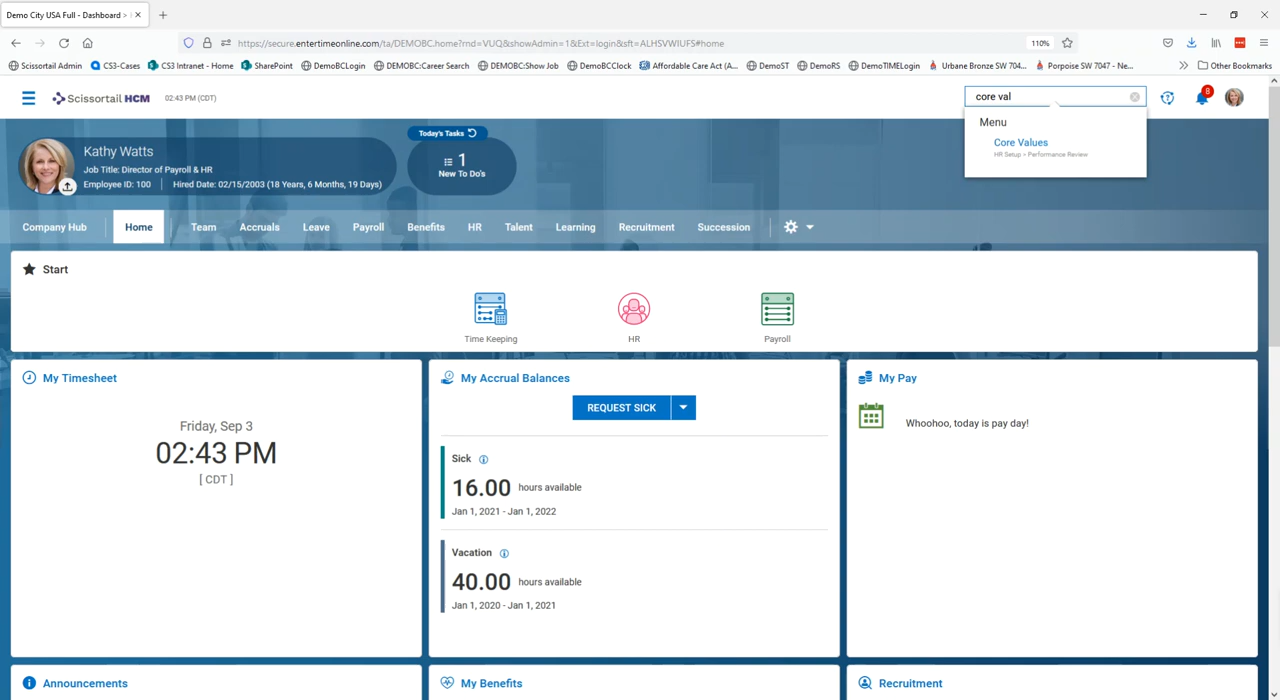 Demo City USA Full - Dashboard >
https://secure.entertimeonline.com/ta/DEMOBC.home?rnd=VUQ&showAdmin=1&Ext=login&sft=ALHSVWIUFS#home
110%
Scissortail Admin CS3-Cases CS3 Intranet - Home SharePoint DemoBCLogin DEMOBC:Career Search DEMOBC:Show Job DemoBCClock Affordable Care Act (A... DemoST DemoRS DemoTIMELogin Urbane Bronze SW 704... Porpoise SW 7047 - Ne... Other Bookmarks
Scissortail HCM 02:43 PM (CDT)
core val
8
Menu
Core Values
HR Setup > Performance Review
Today's Tasks
Kathy Watts
Job Title: Director of Payroll & HR
Employee ID: 100 Hired Date: 02/15/2003 (18 Years, 6 Months, 19 Days)
1
New To Do's
Company Hub Home Team Accruals Leave Payroll Benefits HR Talent Learning Recruitment Succession
Start
Time Keeping HR Payroll
My Timesheet
Friday, Sep 3
02:43 PM
[ CDT ]
My Accrual Balances
REQUEST SICK
Sick
16.00 hours available
Jan 1, 2021 - Jan 1, 2022
Vacation
40.00 hours available
Jan 1, 2020 - Jan 1, 2021
My Pay
Whoohoo, today is pay day!
Announcements
My Benefits
Recruitment